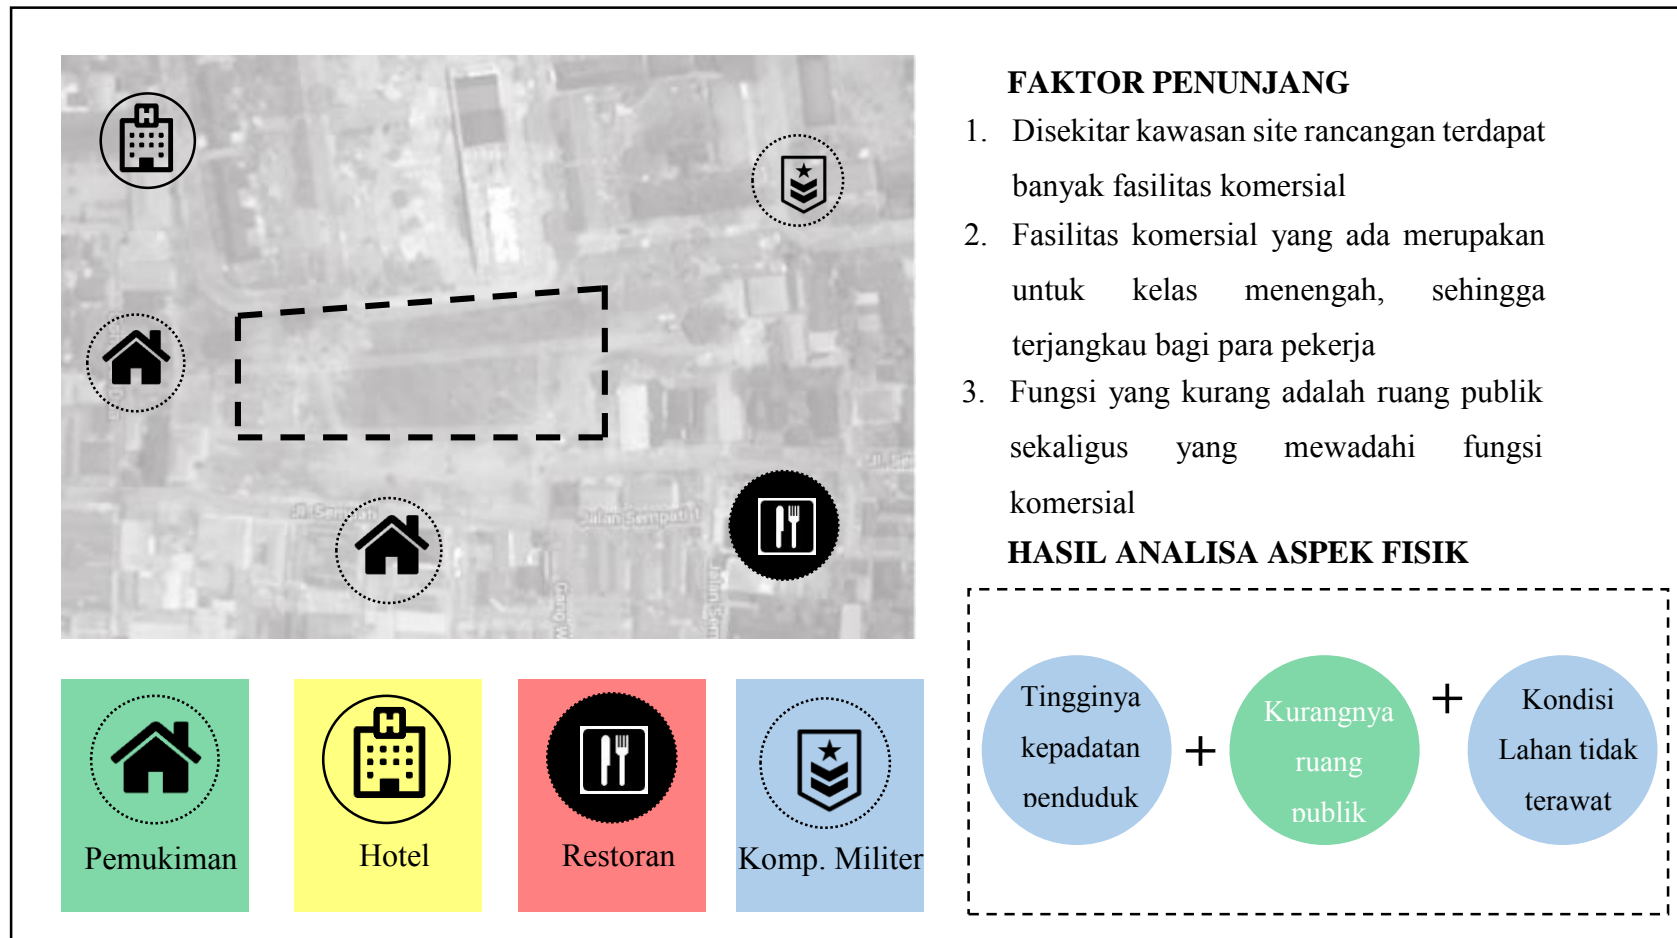 FAKTOR PENUNJANG
1. Disekitar kawasan site rancangan terdapat
banyak fasilitas komersial
2. Fasilitas komersial yang ada merupakan
untuk kelas menengah, sehingga
terjangkau bagi para pekerja
3. Fungsi yang kurang adalah ruang publik
sekaligus yang mewadahi fungsi
komersial
HASIL ANALISA ASPEK FISIK
Tingginya
kepadatan
penduduk
+
Kurangnya
ruang
publik
+
Kondisi
Lahan tidak
terawat
H
Jalan
H
Pemukiman
Hotel
Restoran
Komp. Militer